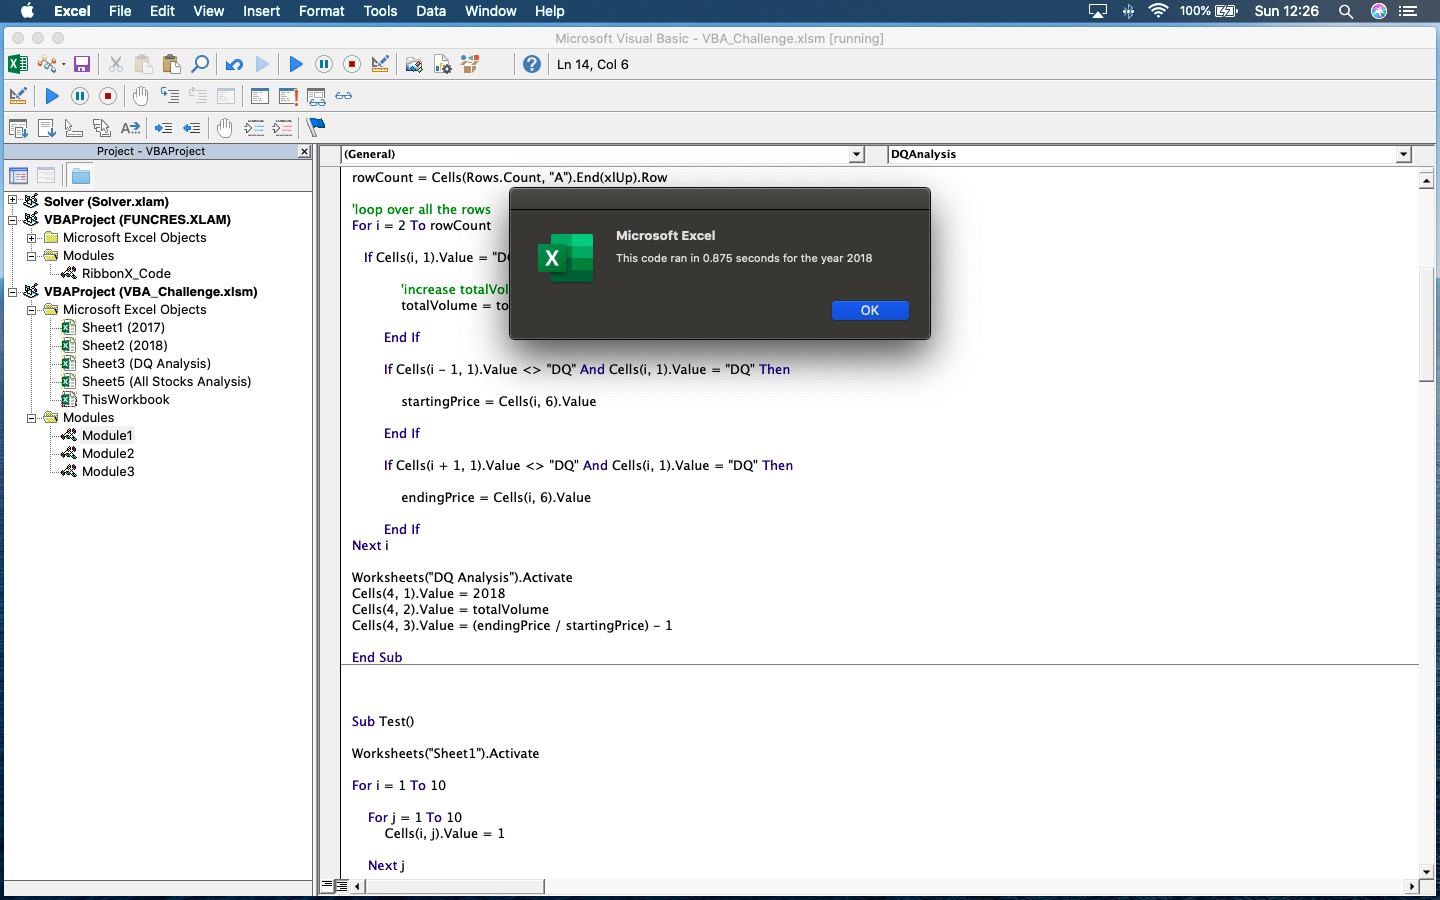 Excel File Edit View Insert Format Tools Data Window Help 100% Sun 12:26
Microsoft Visual Basic - VBA_Challenge.xlsm [running]
Ln 14, Col 6
Project - VBAProject
(General) DQAnalysis
Solver (Solver.xlam)
VBAProject (FUNCRES.XLAM)
Microsoft Excel Objects
Modules
RibbonX_Code
VBAProject (VBA_Challenge.xlsm)
Microsoft Excel Objects
Sheet1 (2017)
Sheet2 (2018)
Sheet3 (DQ Analysis)
Sheet5 (All Stocks Analysis)
ThisWorkbook
Modules
Module1
Module2
Module3
rowCount = Cells(Rows.Count, "A").End(xlUp).Row
'loop over all the rows
For i = 2 To rowCount
If Cells(i, 1).Value = "D
'increase totalVol
totalVolume = to
End If
If Cells(i - 1, 1).Value <> "DQ" And Cells(i, 1).Value = "DQ" Then
startingPrice = Cells(i, 6).Value
End If
If Cells(i + 1, 1).Value <> "DQ" And Cells(i, 1).Value = "DQ" Then
endingPrice = Cells(i, 6).Value
End If
Next i
Worksheets("DQ Analysis").Activate
Cells(4, 1).Value = 2018
Cells(4, 2).Value = totalVolume
Cells(4, 3).Value = (endingPrice / startingPrice) - 1
End Sub
Sub Test()
Worksheets("Sheet1").Activate
For i = 1 To 10
For j = 1 To 10
Cells(i, j).Value = 1
Next j
Microsoft Excel
This code ran in 0.875 seconds for the year 2018
OK